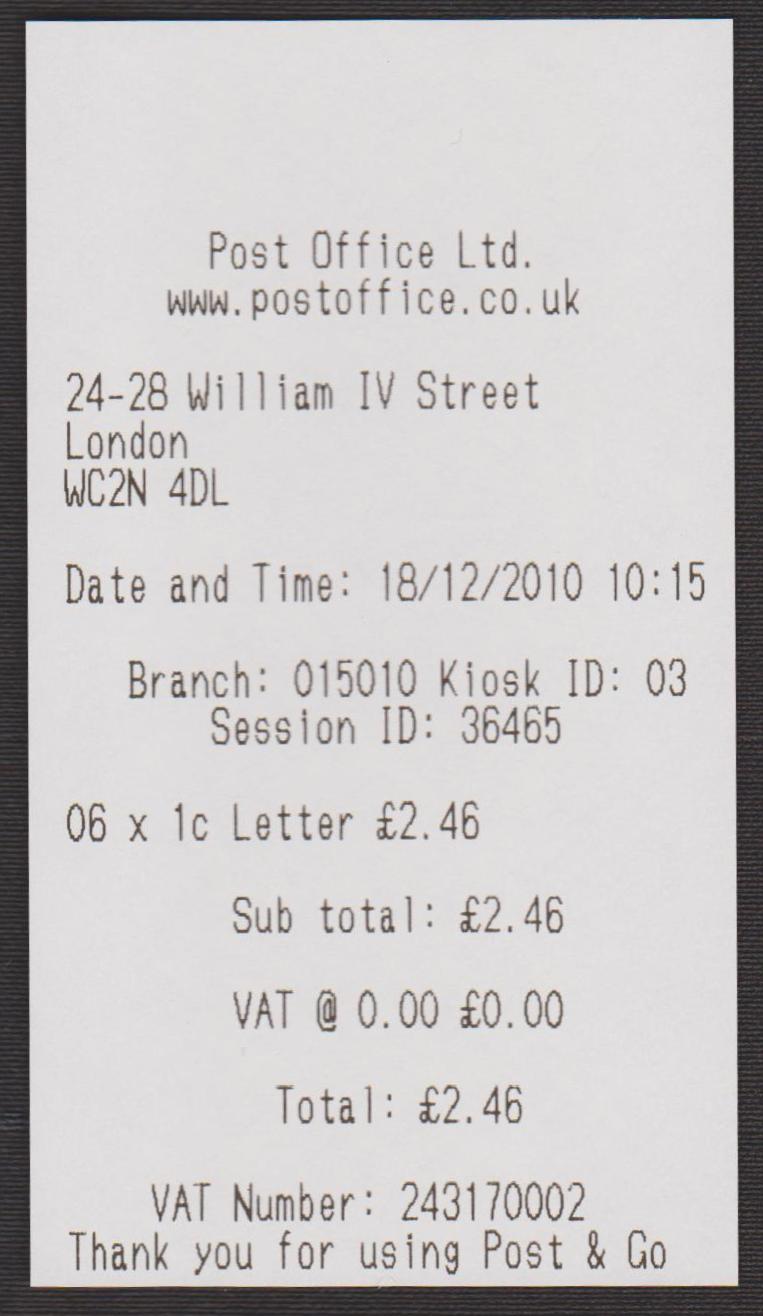 Post Office Ltd.
www.postoffice.co.uk
24-28 William IV Street
London
WC2N 4DL
Date and Time: 18/12/2010 10:15
Branch: 015010 Kiosk ID: 03
Session ID: 36465
06 x 1c Letter £2.46
Sub total: £2.46
VAT @ 0.00 £0.00
Total: £2.46
VAT Number: 243170002
Thank you for using Post & Go